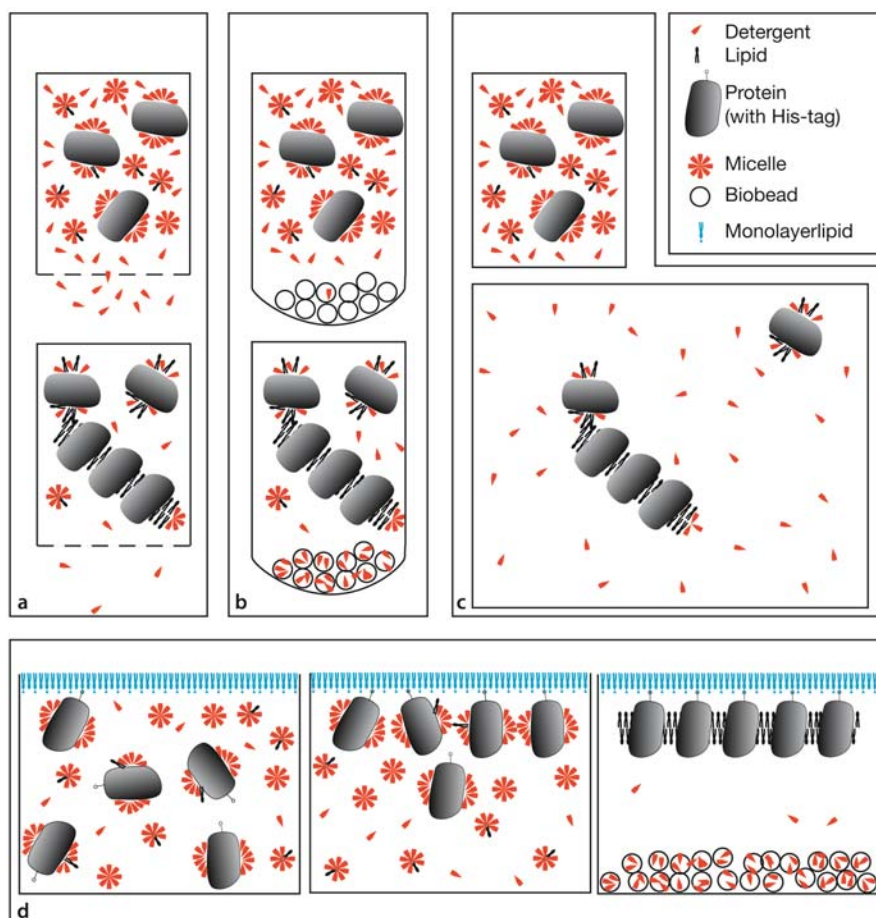 Detergent
Lipid
Protein
(with His-tag)
Micelle
Biobead
Monolayerlipid
a
b
c
d